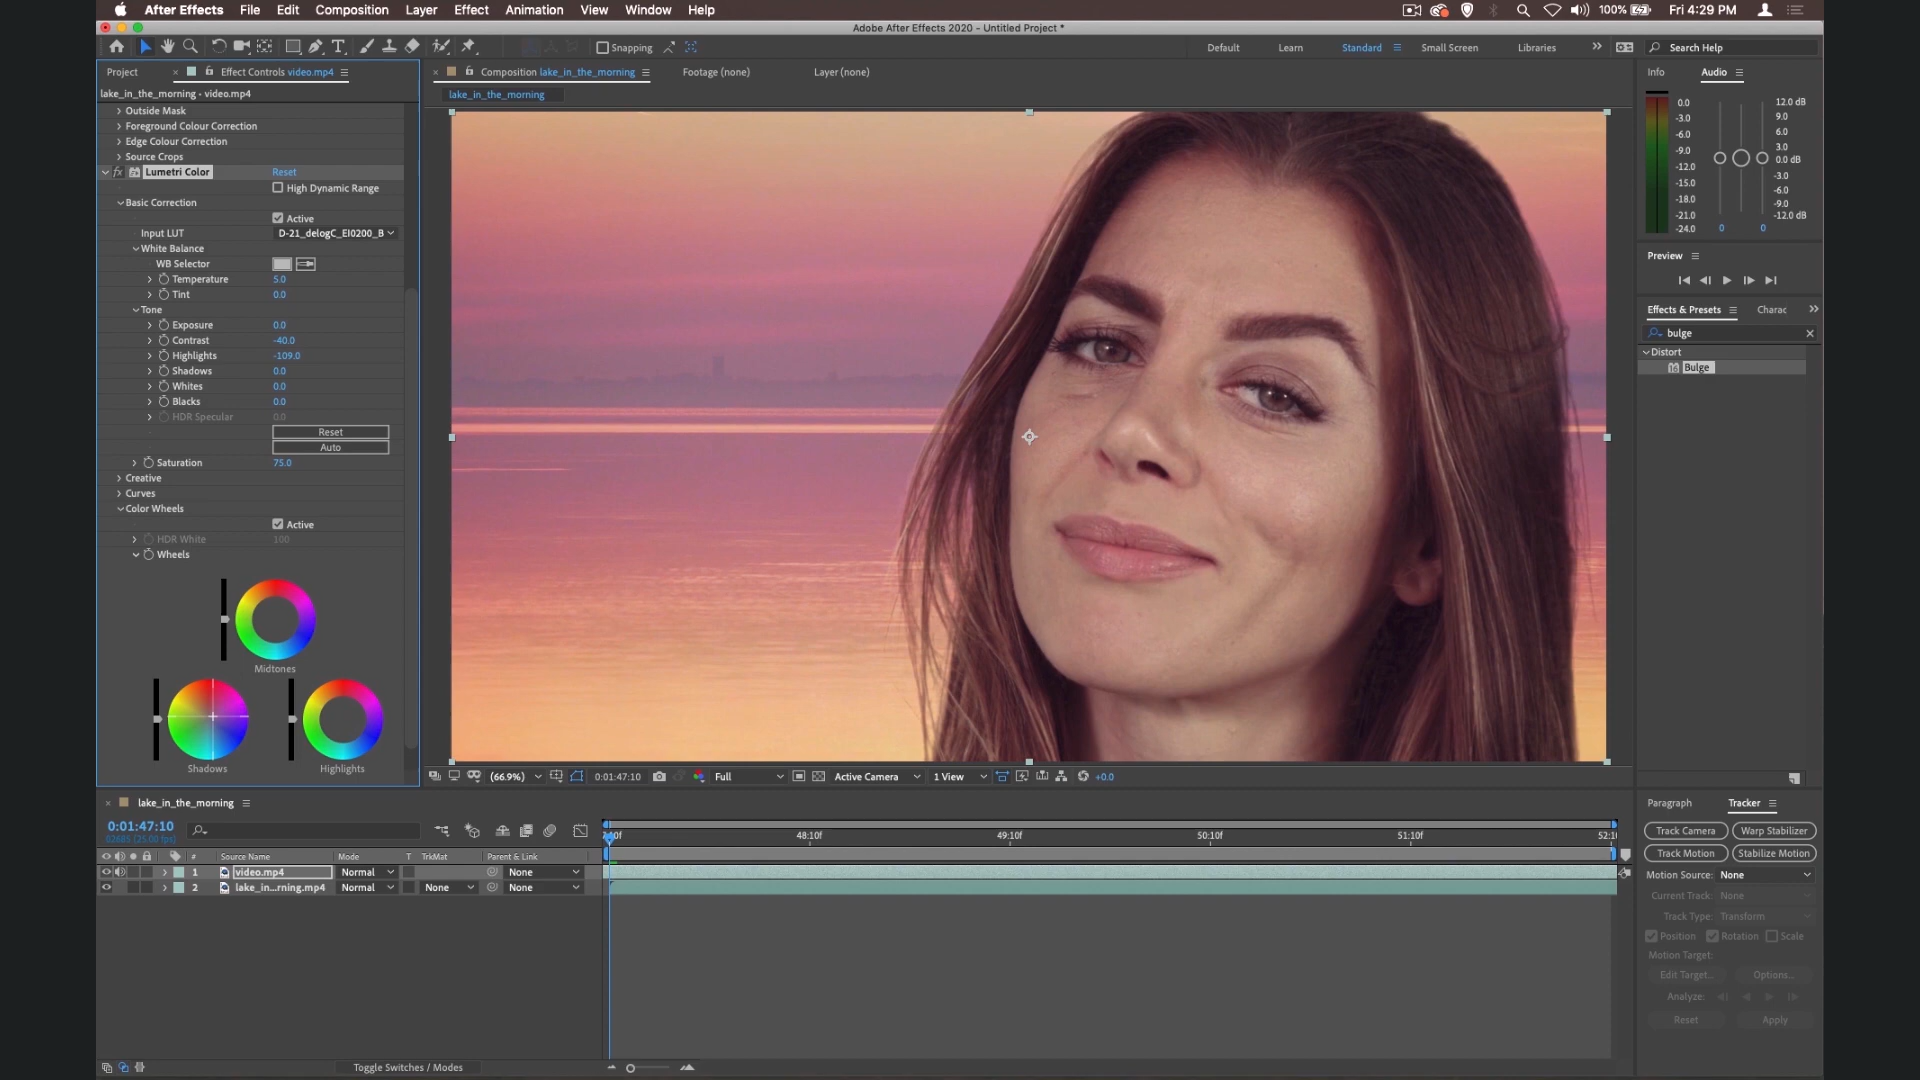 After Effects File Edit Composition Layer Effect Animation View Window Help 100% Fri 4:29 PM
Adobe After Effects 2020 - Untitled Project *
Snapping Default Learn Standard Small Screen Libraries Search Help
Project Effect Controls video.mp4
lake_in_the_morning • video.mp4
Outside Mask
Foreground Colour Correction
Edge Colour Correction
Source Crops
fx Lumetri Color Reset
High Dynamic Range
Basic Correction
Active
Input LUT D-21_delogC_EI0200_B
White Balance
WB Selector
Temperature 5.0
Tint 0.0
Tone
Exposure 0.0
Contrast -40.0
Highlights -109.0
Shadows 0.0
Whites 0.0
Blacks 0.0
HDR Specular 0.0
Reset
Auto
Saturation 75.0
Creative
Curves
Color Wheels
Active
HDR White 100
Wheels
Midtones
Shadows Highlights
Composition lake_in_the_morning Footage (none) Layer (none)
lake_in_the_morning
(66.9%) 0:01:47:10 Full Active Camera 1 View +0.0
Info Audio
0.0 12.0 dB
-3.0 9.0
-6.0 6.0
-9.0 3.0
-12.0 0.0 dB
-15.0 -3.0
-18.0 -6.0
-21.0 -9.0
-24.0 -12.0 dB
0 0
Preview
Effects & Presets Charac
bulge
Distort
Bulge
lake_in_the_morning
0:01:47:10
02685 (25.00 fps)
48:10f 49:10f 50:10f 51:10f
# Source Name Mode T TrkMat Parent & Link
1 video.mp4 Normal None
2 lake_in...rning.mp4 Normal None None
Toggle Switches / Modes
Paragraph Tracker
Track Camera Warp Stabilizer
Track Motion Stabilize Motion
Motion Source: None
Current Track: None
Track Type: Transform
Position Rotation Scale
Motion Target:
Edit Target... Options...
Analyze:
Reset Apply